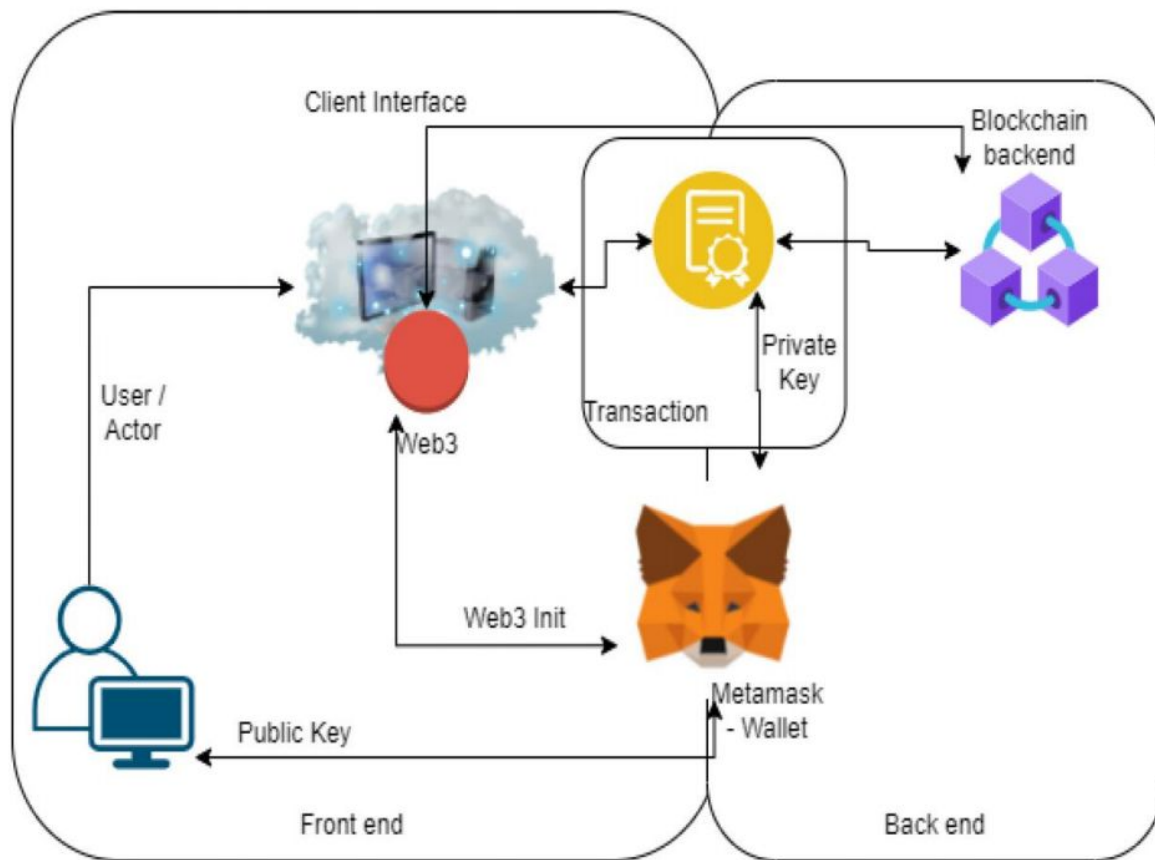 Client Interface
Blockchain
backend
Private
Key
User /
Actor
Transaction
Web3
Web3 Init
Metamask
- Wallet
Public Key
Front end
Back end